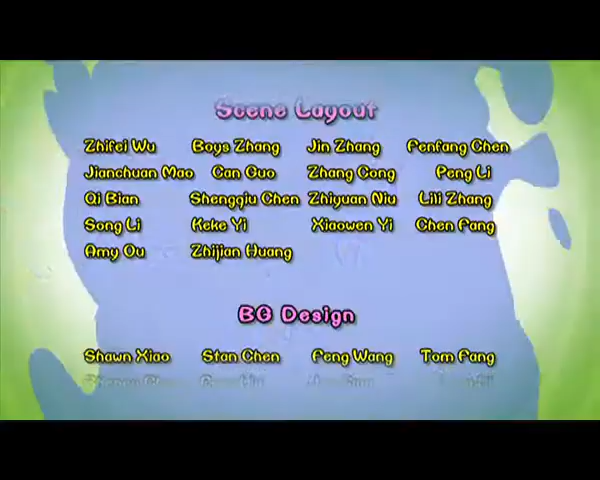 Scene Layout
Zhifei Wu Boys Zhang Jin Zhang Fenfang Chen
Jianchuan Mao Can Guo Zhang Cong Peng Li
Qi Bian Shengqiu Chen Zhiyuan Niu Lili Zhang
Song Li Keke Yi Xiaowen Yi Chen Fang
Amy Ou Zhijian Huang
BG Design
Shawn Xiao Stan Chen Feng Wang Tom Fang